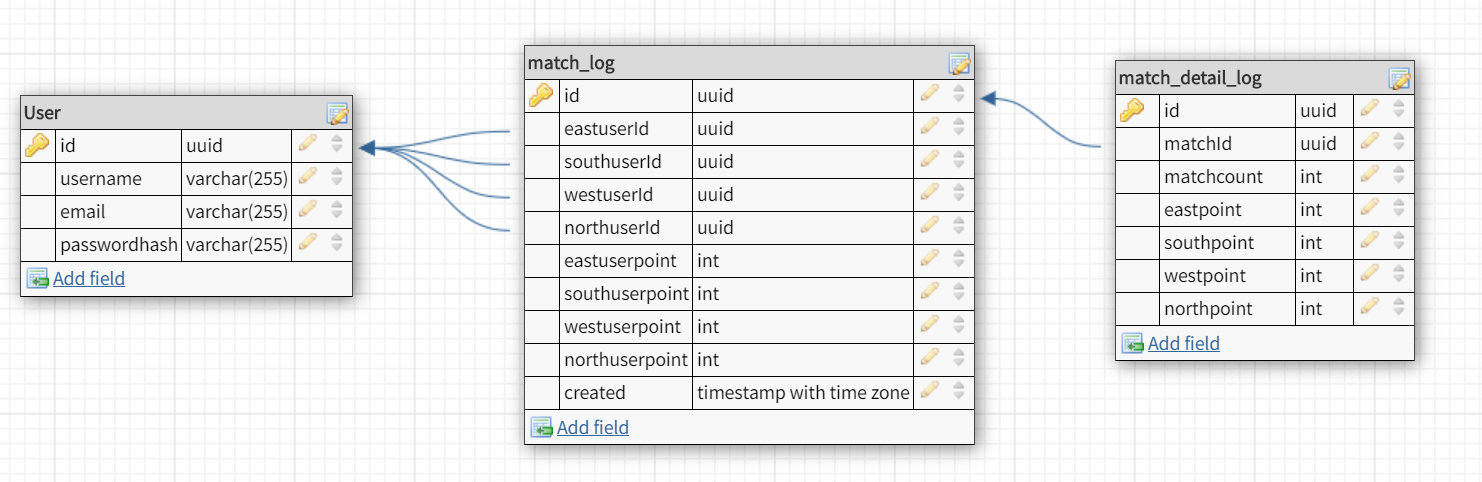 User
id uuid
username varchar(255)
email varchar(255)
passwordhash varchar(255)
Add field
match_log
id uuid
eastuserId uuid
southuserId uuid
westuserId uuid
northuserId uuid
eastuserpoint int
southuserpoint int
westuserpoint int
northuserpoint int
created timestamp with time zone
Add field
match_detail_log
id uuid
matchId uuid
matchcount int
eastpoint int
southpoint int
westpoint int
northpoint int
Add field